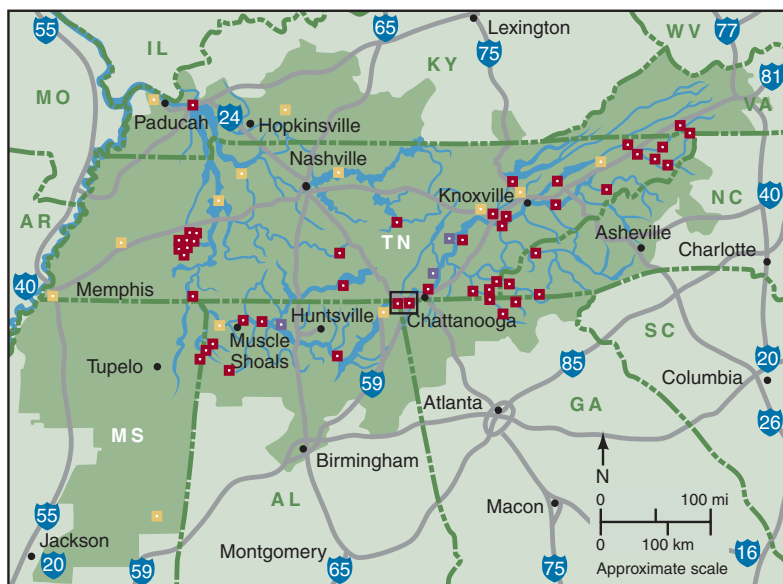 55
65
Lexington
75
WV
77
IL
KY
81
MO
VA
Paducah
24
Hopkinsville
Nashville
Knoxville
NC
AR
40
TN
Asheville
Charlotte
40
Memphis
Huntsville
Chattanooga
Muscle
Shoals
SC
Tupelo
59
85
20
Columbia
Atlanta
GA
26
MS
N
Birmingham
0
100 mi
AL
Macon
0
100 km
55
Jackson
20
59
Montgomery
65
75
Approximate scale
16